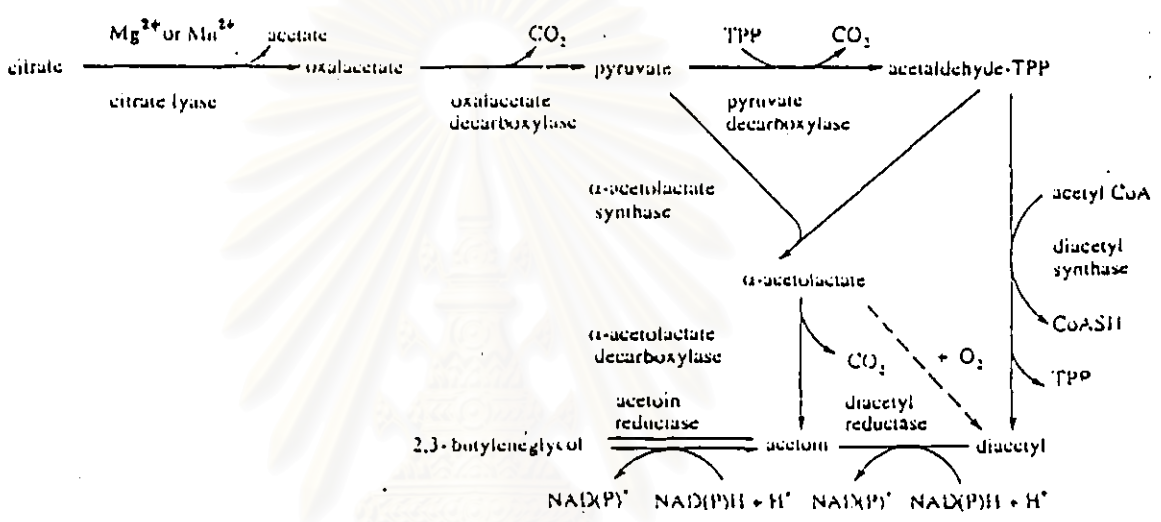 Mg²⁺ or Mn²⁺
acetate
CO₂
TPP
CO₂
citrate
oxalacetate
pyruvate
acetaldehyde-TPP
citrate lyase
oxalacetate
decarboxylase
pyruvate
decarboxylase
α-acetolactate
synthase
acetyl CoA
diacetyl
synthase
α-acetolactate
CoASH
α-acetolactate
decarboxylase
CO₂
+ O₂
TPP
acetoin
reductase
diacetyl
reductase
2,3-butyleneglycol
acetoin
diacetyl
NAD(P)⁺
NAD(P)H + H⁺
NAD(P)⁺
NAD(P)H + H⁺